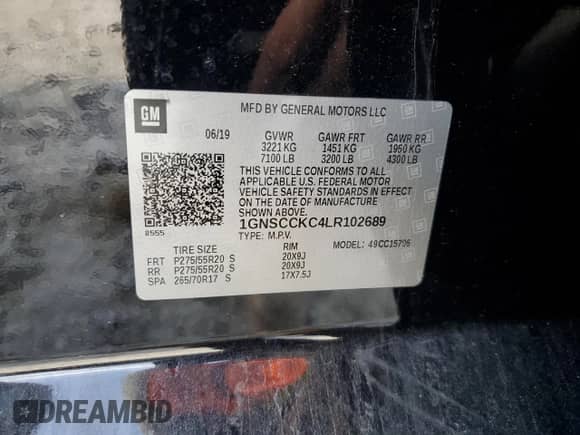 GM
MFD BY GENERAL MOTORS LLC
06/19 GVWR GAWR FRT GAWR RR
3221 KG 1451 KG 1950 KG
7100 LB 3200 LB 4300 LB
THIS VEHICLE CONFORMS TO ALL
APPLICABLE U.S. FEDERAL MOTOR
VEHICLE SAFETY STANDARDS IN EFFECT
ON THE DATE OF MANUFACTURE
SHOWN ABOVE.
1GNSCCKC4LR102689
8555 TYPE: M.P.V. MODEL: 49CC15706
TIRE SIZE RIM
FRT P275/55R20 S 20X9J
RR P275/55R20 S 20X9J
SPA 265/70R17 S 17X7.5J
DREAMBID